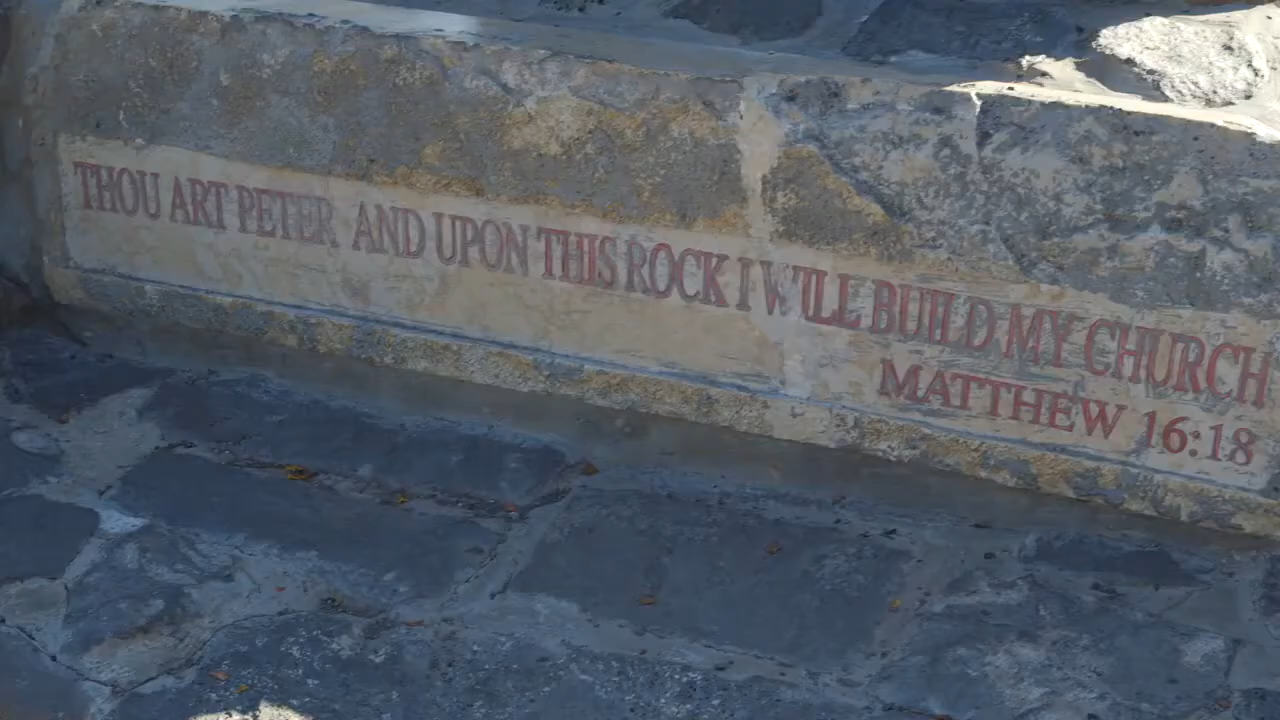 THOU ART PETER AND UPON THIS ROCK I WILL BUILD MY CHURCH
MATTHEW 16:18